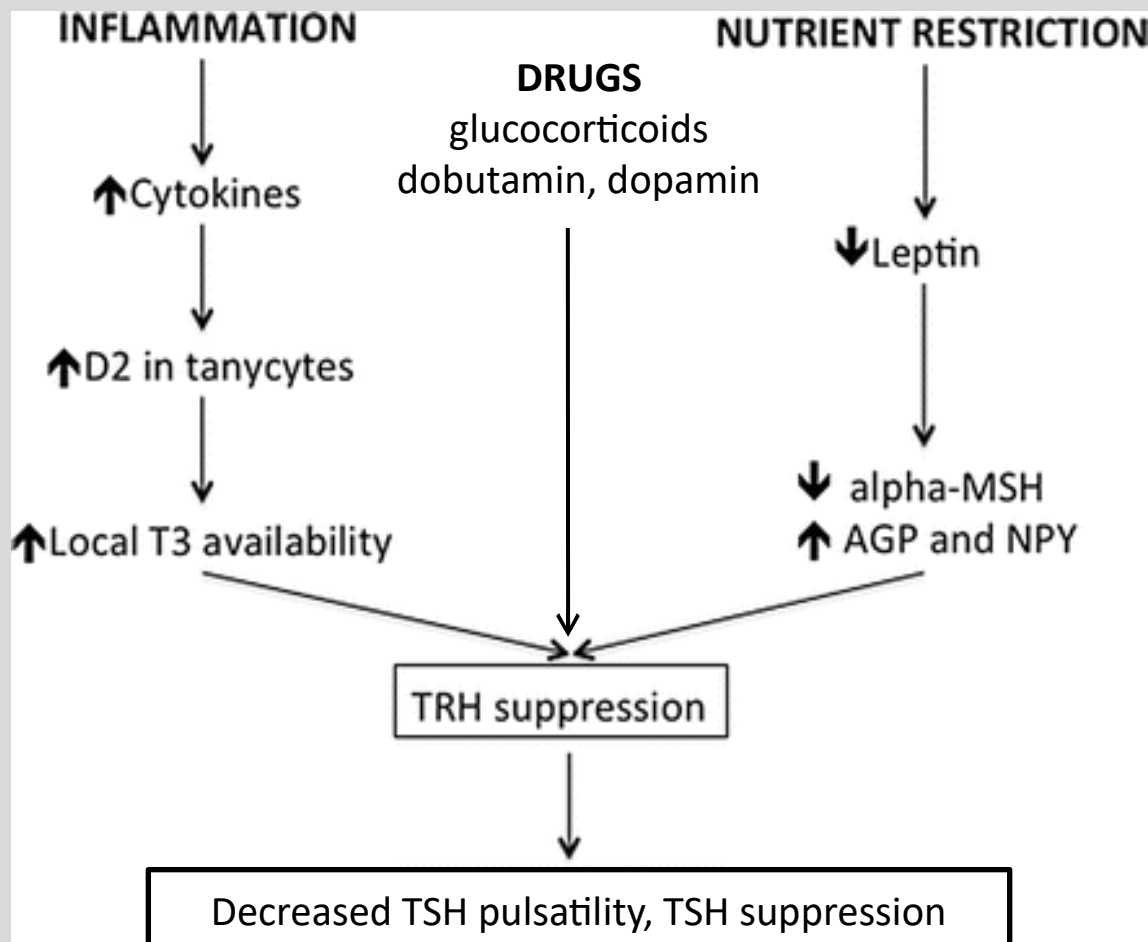 INFLAMMATION
↑Cytokines
↑D2 in tanycytes
↑Local T3 availability
DRUGS
glucocorticoids
dobutamin, dopamin
NUTRIENT RESTRICTION
↓Leptin
↓ alpha-MSH
↑ AGP and NPY
TRH suppression
Decreased TSH pulsatility, TSH suppression